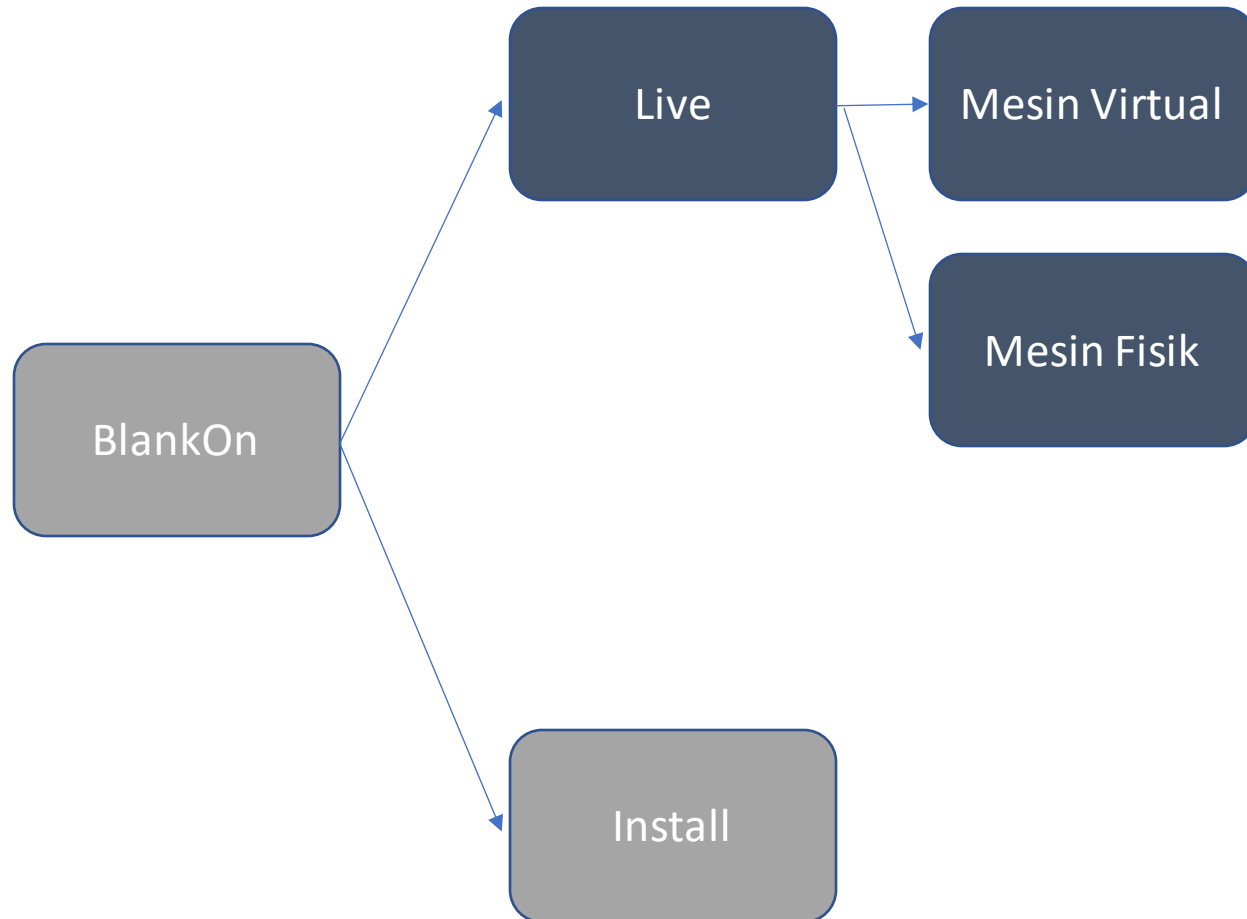 Live
Mesin Virtual
Mesin Fisik
BlankOn
Install